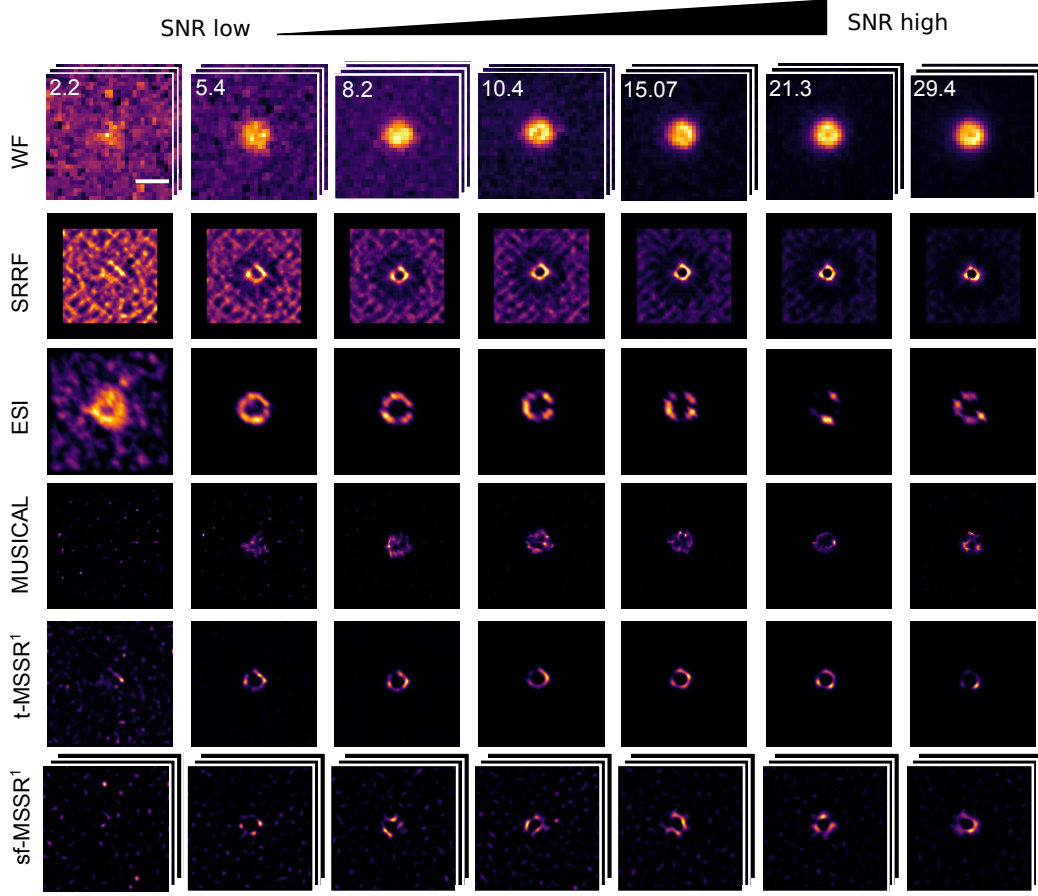 SNR low
SNR high
WF
2.2
5.4
8.2
10.4
15.07
21.3
29.4
SRRF
ESI
MUSICAL
t-MSSR¹
sf-MSSR¹